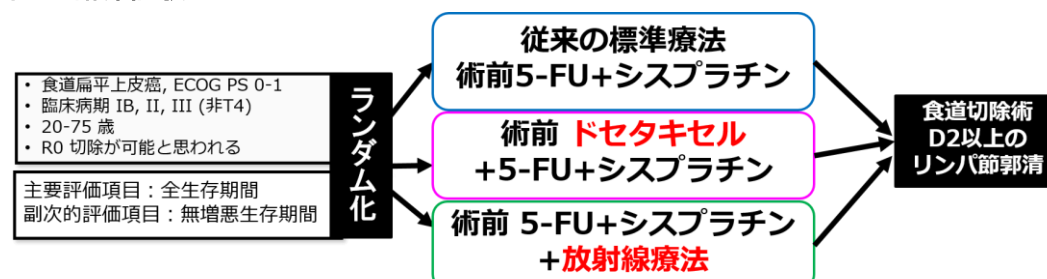 • 食道扁平上皮癌, ECOG PS 0-1
• 臨床病期 IB, II, III (非T4)
• 20-75 歳
• R0 切除が可能と思われる
主要評価項目：全生存期間
副次的評価項目：無増悪生存期間
ランダム化
従来の標準療法
術前5-FU+シスプラチン
術前 ドセタキセル
+5-FU+シスプラチン
術前 5-FU+シスプラチン
+放射線療法
食道切除術
D2以上の
リンパ節郭清